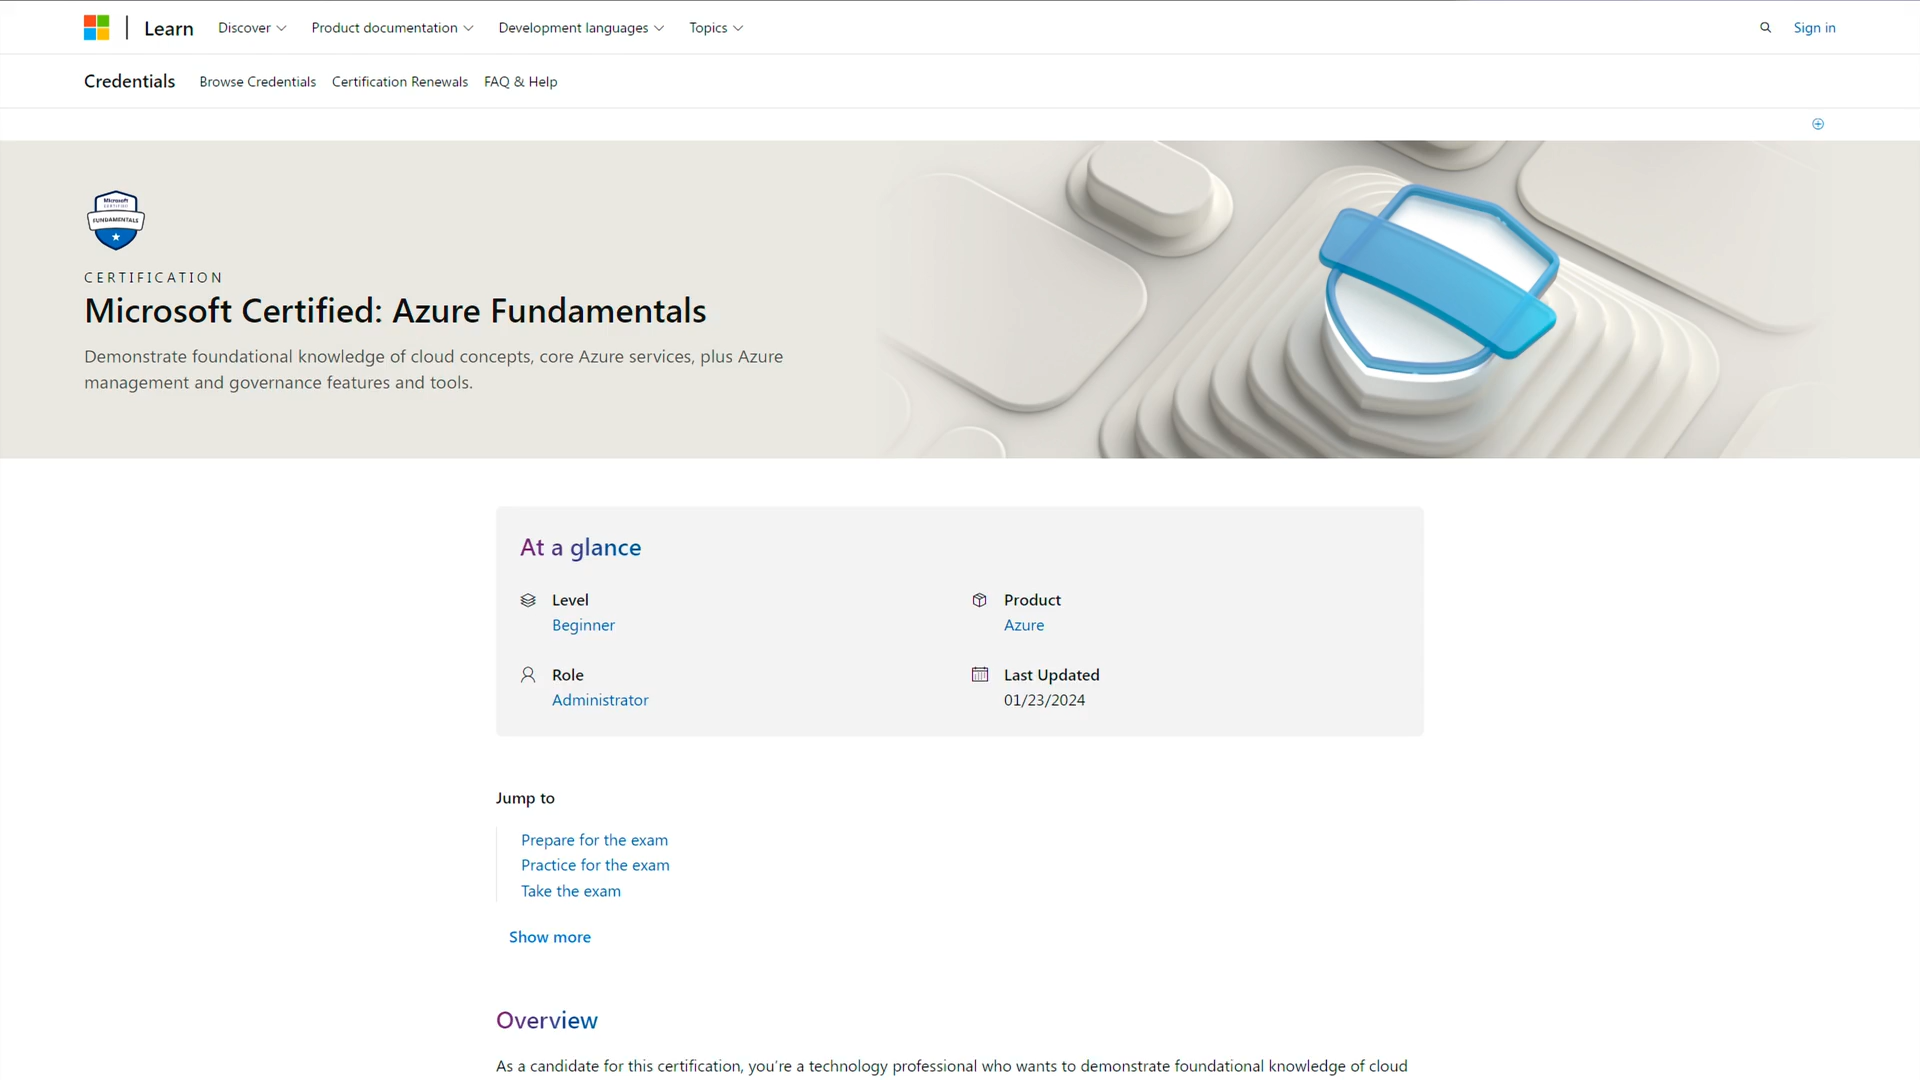 Learn
Discover
Product documentation
Development languages
Topics
Sign in
Credentials
Browse Credentials
Certification Renewals
FAQ & Help
Microsoft
CERTIFIED
FUNDAMENTALS
CERTIFICATION
Microsoft Certified: Azure Fundamentals
Demonstrate foundational knowledge of cloud concepts, core Azure services, plus Azure
management and governance features and tools.
At a glance
Level
Beginner
Product
Azure
Role
Administrator
Last Updated
01/23/2024
Jump to
Prepare for the exam
Practice for the exam
Take the exam
Show more
Overview
As a candidate for this certification, you’re a technology professional who wants to demonstrate foundational knowledge of cloud